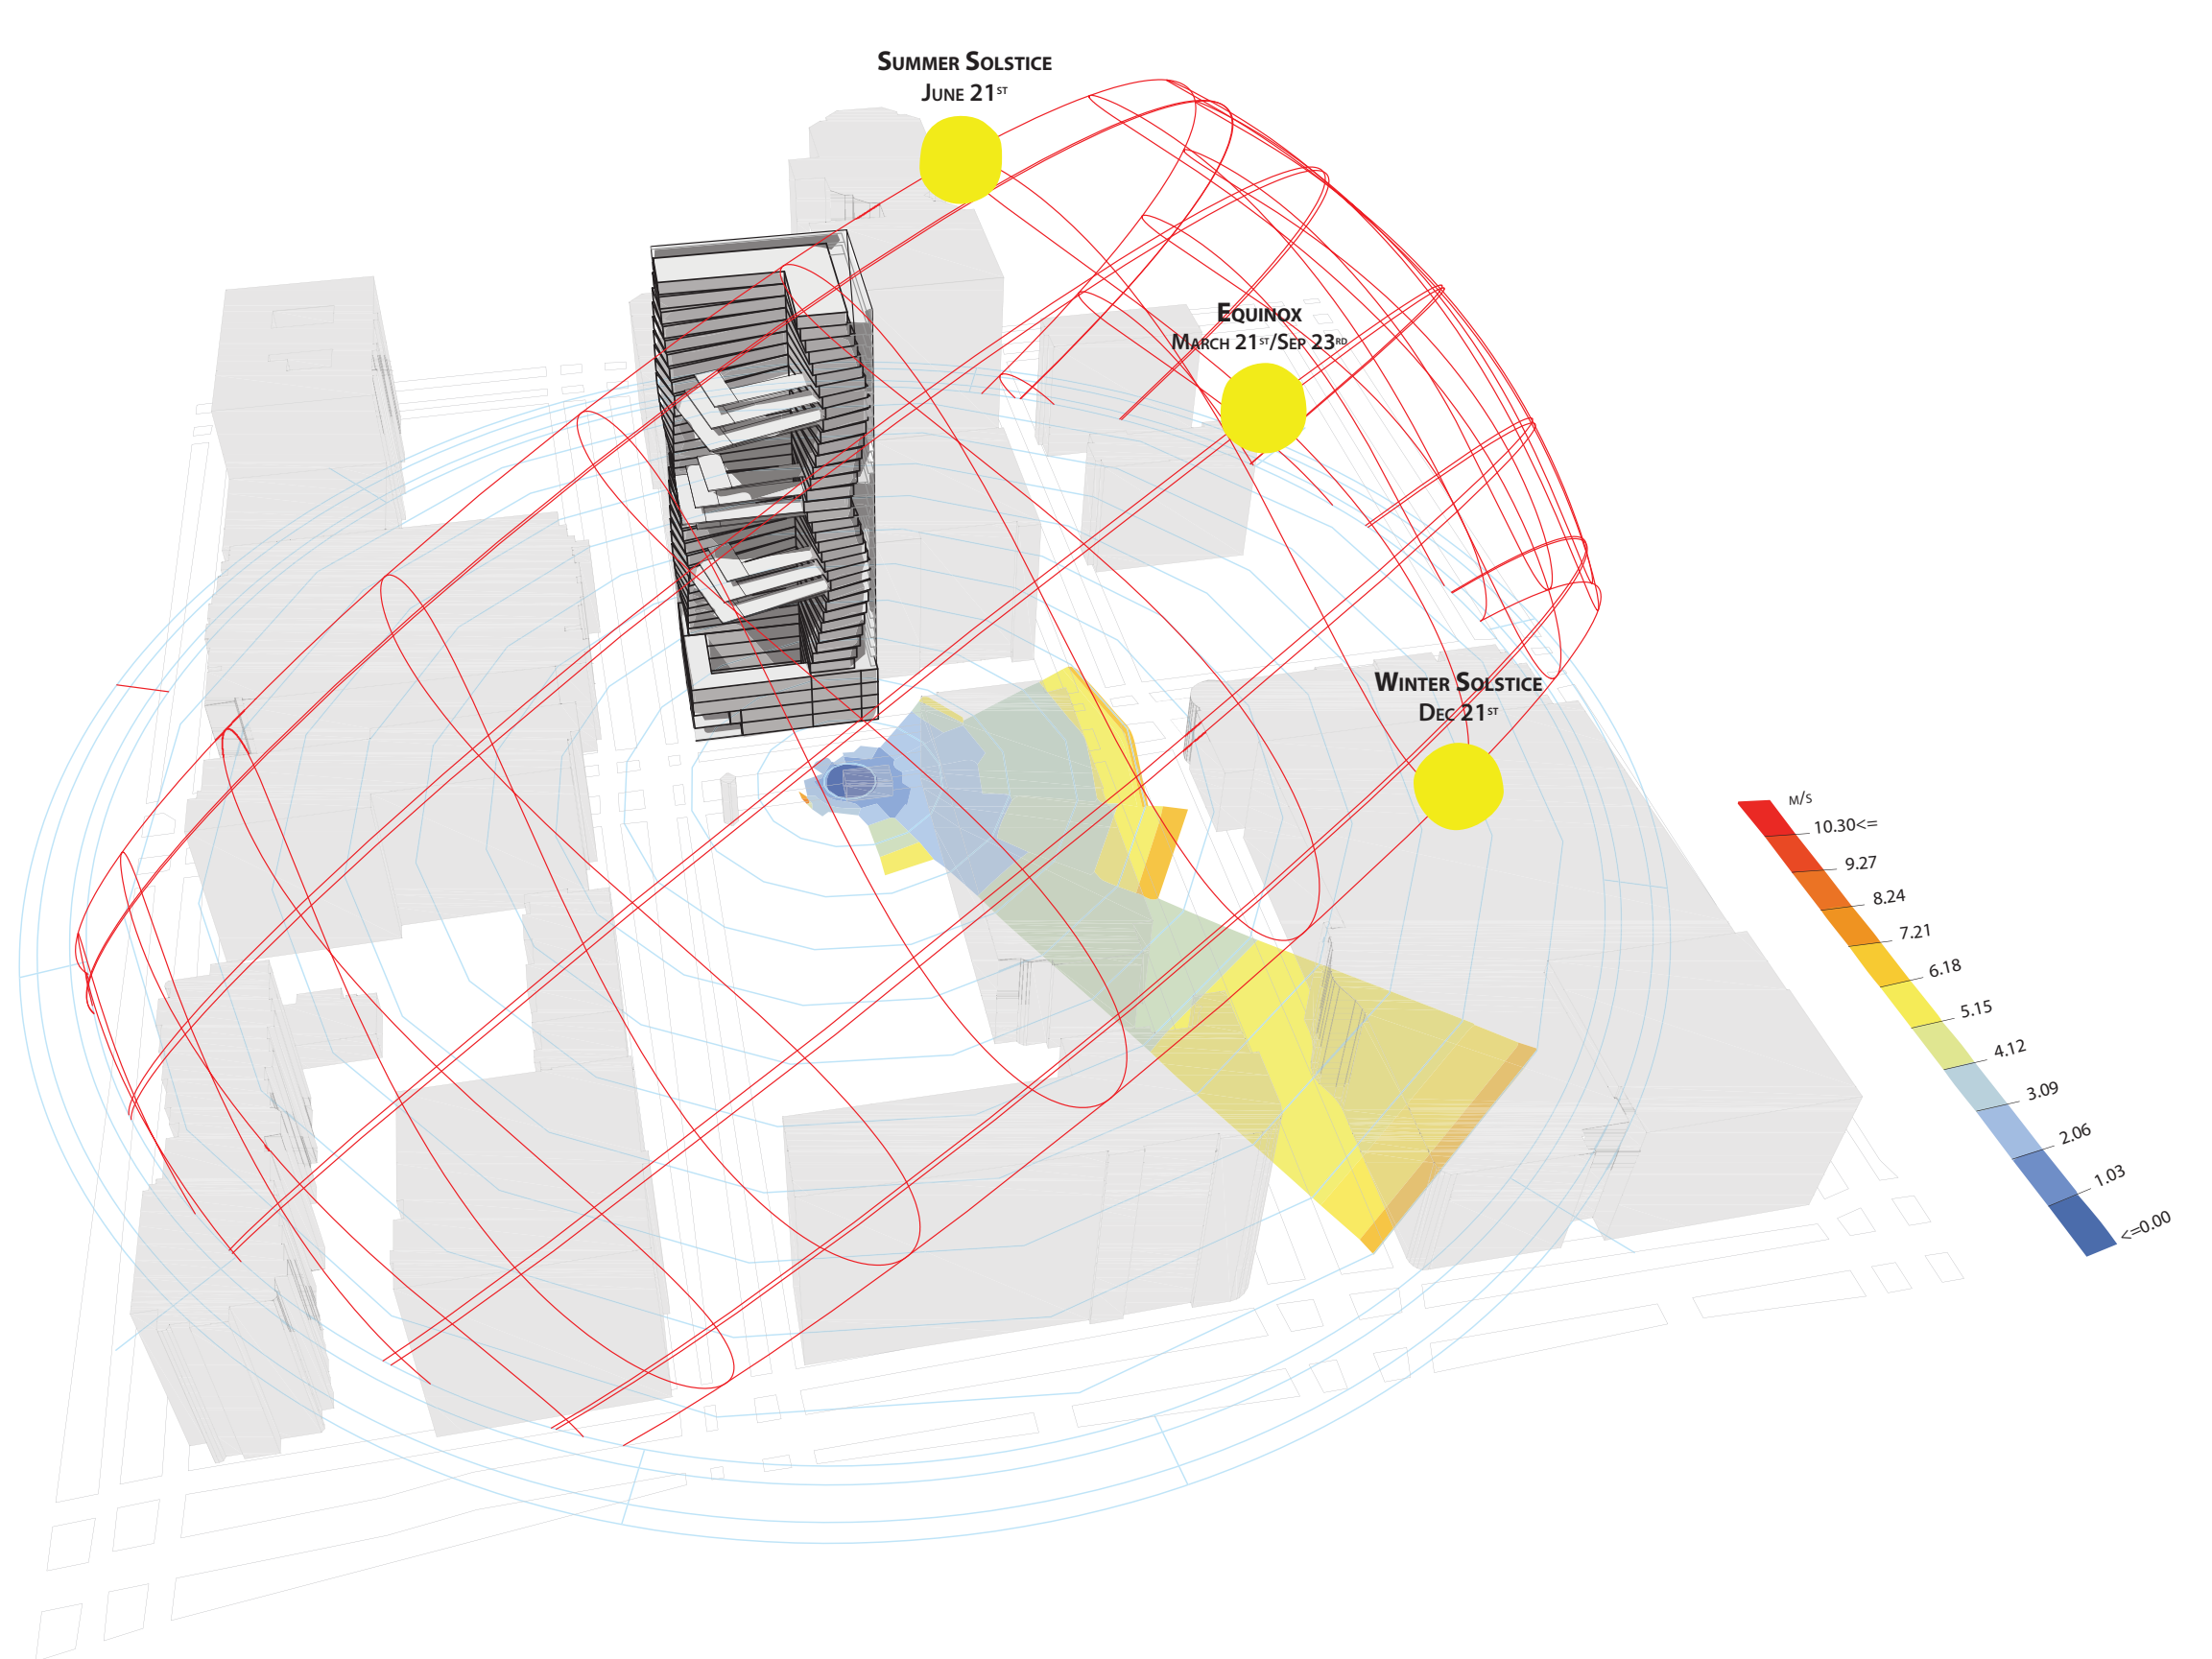 Summer Solstice
June 21st
Equinox
March 21st/Sep 23rd
Winter Solstice
Dec 21st
m/s
10.30<=
9.27
8.24
7.21
6.18
5.15
4.12
3.09
2.06
1.03
<=0.00